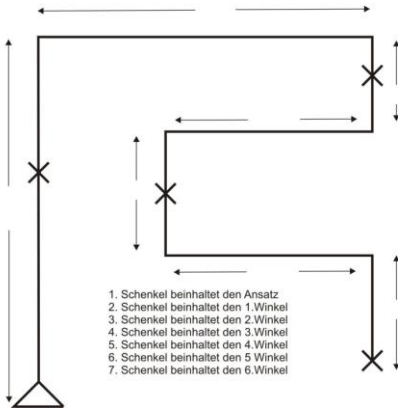 1. Schenkel beinhaltet den Ansatz
2. Schenkel beinhaltet den 1.Winkel
3. Schenkel beinhaltet den 2.Winkel
4. Schenkel beinhaltet den 3.Winkel
5. Schenkel beinhaltet den 4.Winkel
6. Schenkel beinhaltet den 5 Winkel
7. Schenkel beinhaltet den 6.Winkel